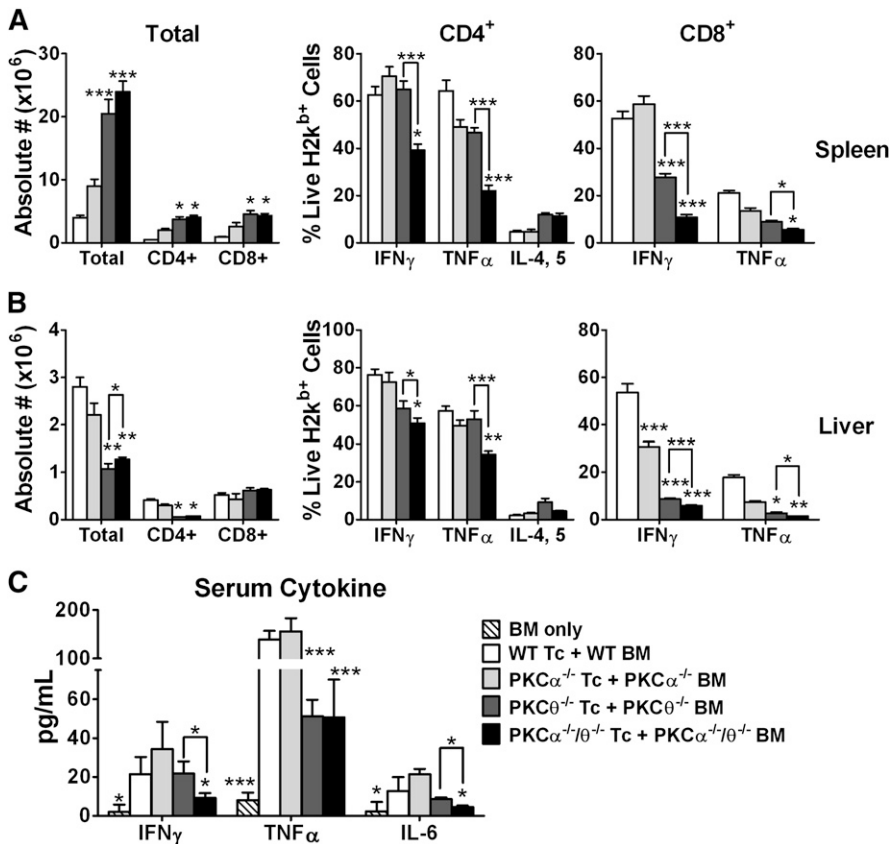 A
Total
CD4+
CD8+
Absolute # (x10⁶)
30
20
10
0
***
***
* *
* *
Total CD4+ CD8+
% Live H2kᵇ⁺ Cells
80
60
40
20
0
***
*
***
***
IFNγ TNFα IL-4, 5
80
60
40
20
0
***
***
***
*
*
IFNγ TNFα
Spleen
B
Absolute # (x10⁶)
4
3
2
1
0
*
**
**
* *
Total CD4+ CD8+
% Live H2kᵇ⁺ Cells
100
80
60
40
20
0
*
*
***
**
IFNγ TNFα IL-4, 5
80
60
40
20
0
***
***
***
***
*
*
**
IFNγ TNFα
Liver
C
Serum Cytokine
pg/mL
200
100
60
40
20
0
*
*
*
***
***
***
*
*
*
IFNγ TNFα IL-6
BM only
WT Tc + WT BM
PKCα⁻/⁻ Tc + PKCα⁻/⁻ BM
PKCθ⁻/⁻ Tc + PKCθ⁻/⁻ BM
PKCα⁻/⁻/θ⁻/⁻ Tc + PKCα⁻/⁻/θ⁻/⁻ BM